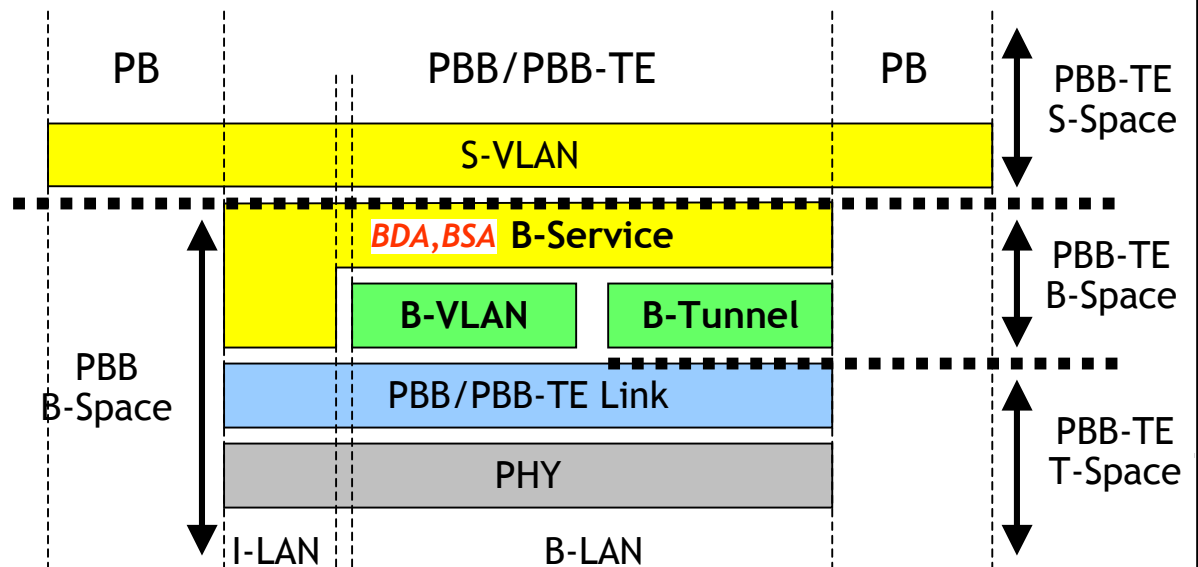 PB
PBB/PBB-TE
PB
PBB-TE
S-Space
S-VLAN
BDA,BSA B-Service
PBB-TE
B-Space
B-VLAN
B-Tunnel
PBB
B-Space
PBB/PBB-TE Link
PBB-TE
T-Space
PHY
I-LAN
B-LAN